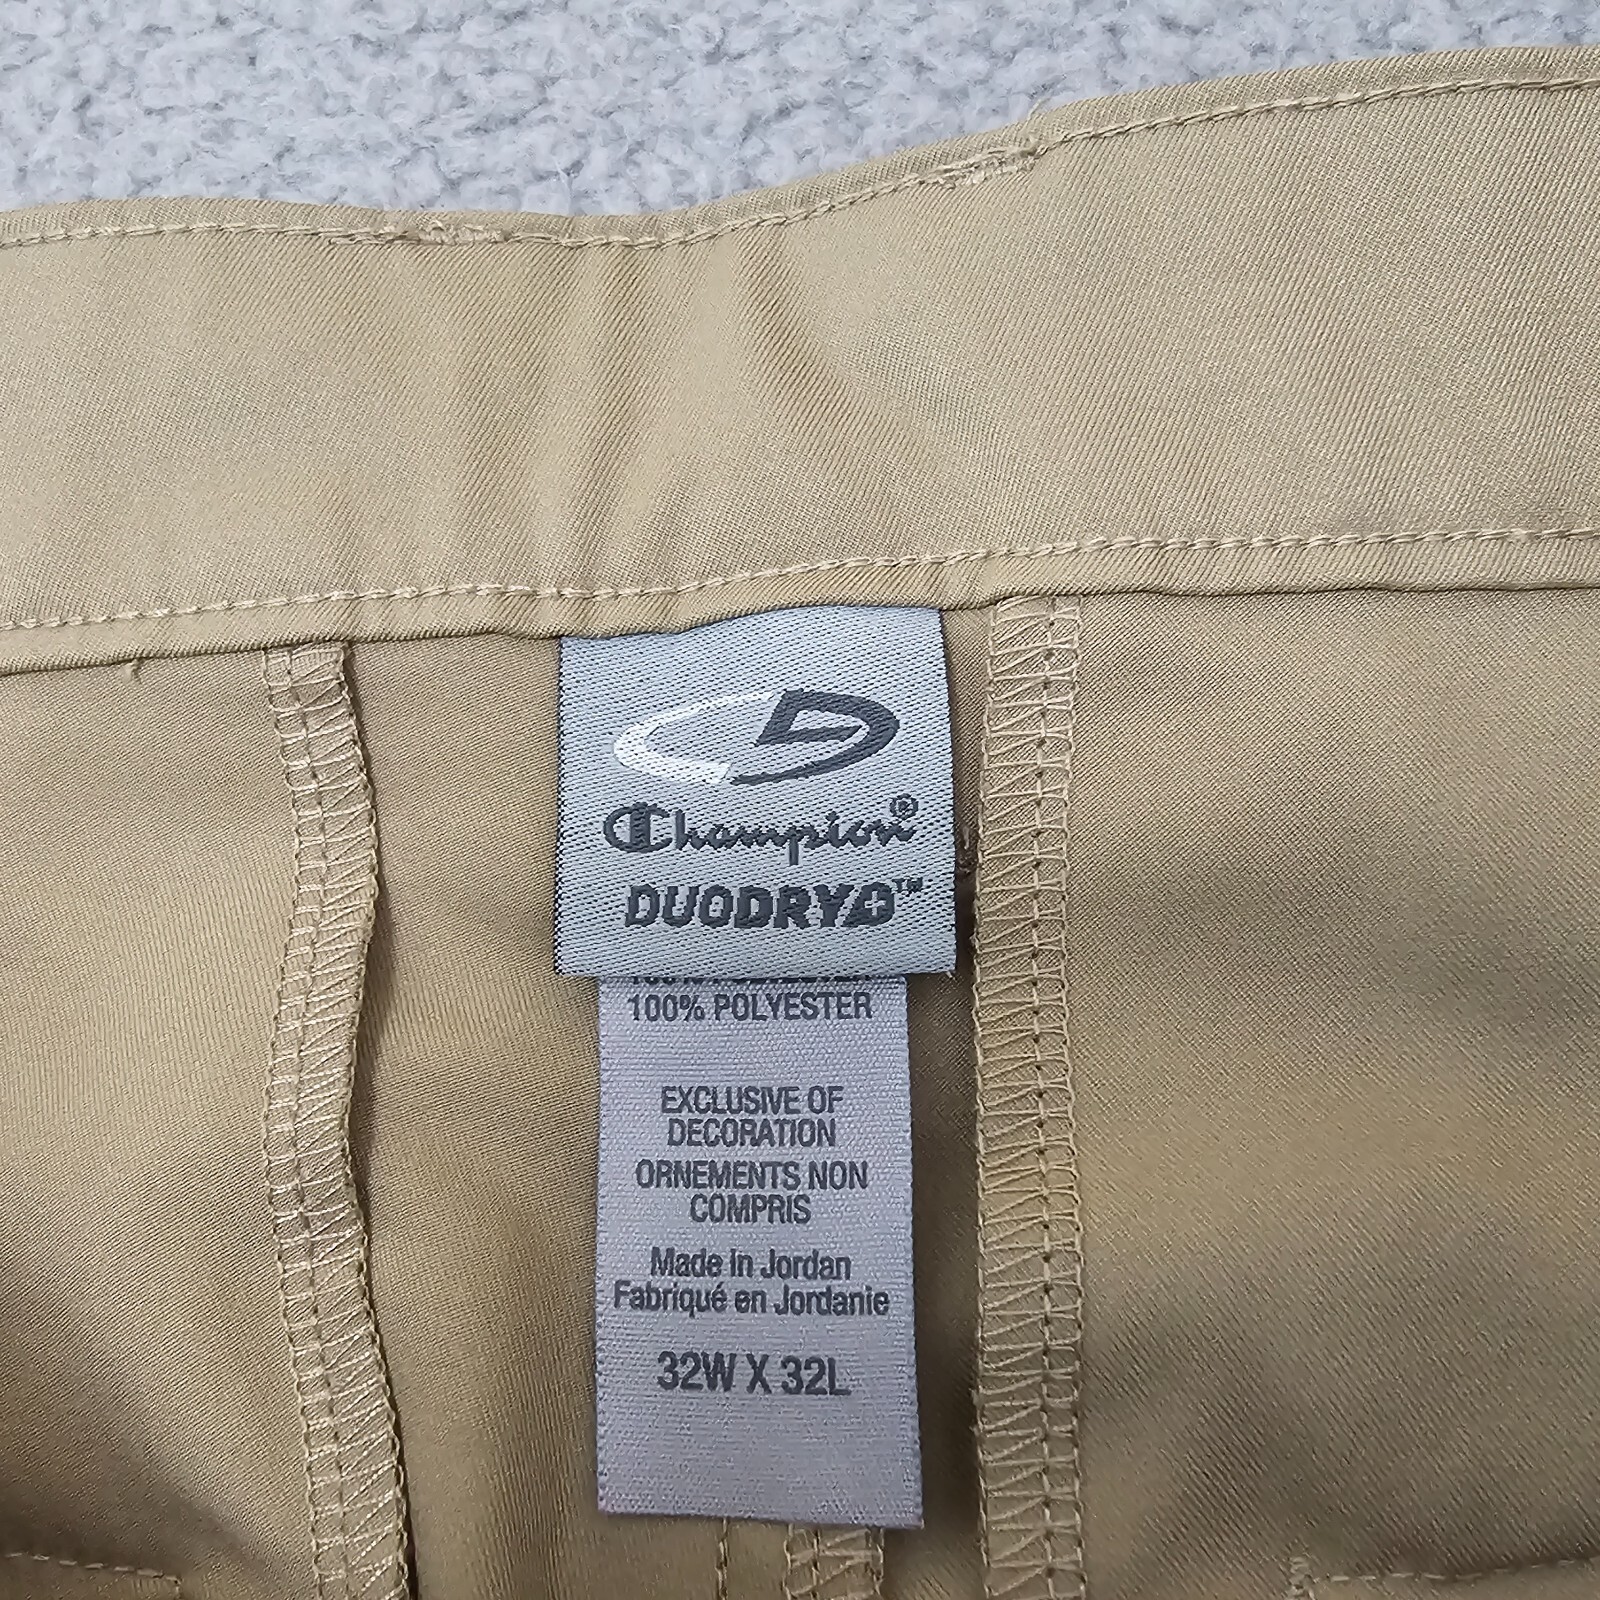 Champion®
DUODRY+™
100% POLYESTER
EXCLUSIVE OF
DECORATION
ORNEMENTS NON
COMPRIS
Made in Jordan
Fabriqué en Jordanie
32W X 32L